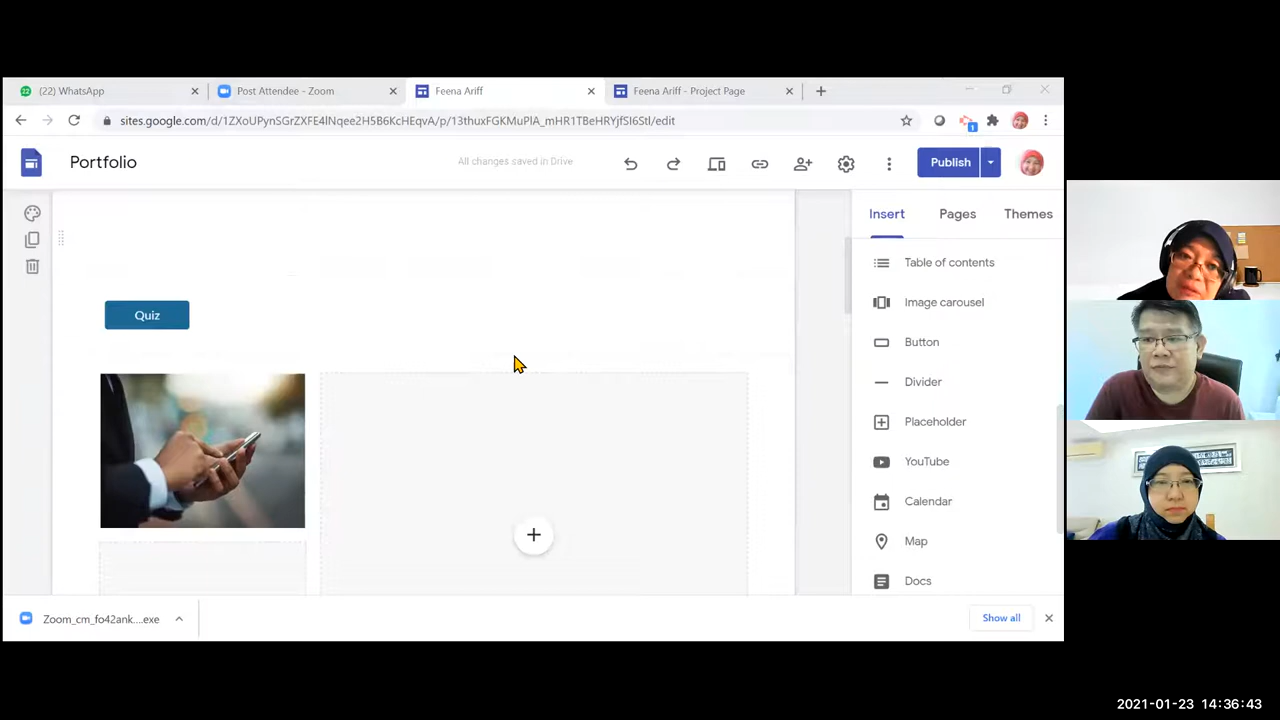 (22) WhatsApp
Post Attendee - Zoom
Feena Ariff
Feena Ariff - Project Page
sites.google.com/d/1ZXoUPynSGrZXFE4lNqee2H5B6KcHEqvA/p/13thuxFGKMuPlA_mHR1TBeHRYjfSl6Stl/edit
1
Portfolio
All changes saved in Drive
Publish
Insert
Pages
Themes
Table of contents
Image carousel
Quiz
Button
Divider
Placeholder
YouTube
Calendar
Map
Docs
Zoom_cm_fo42ank....exe
Show all
2021-01-23 14:36:43